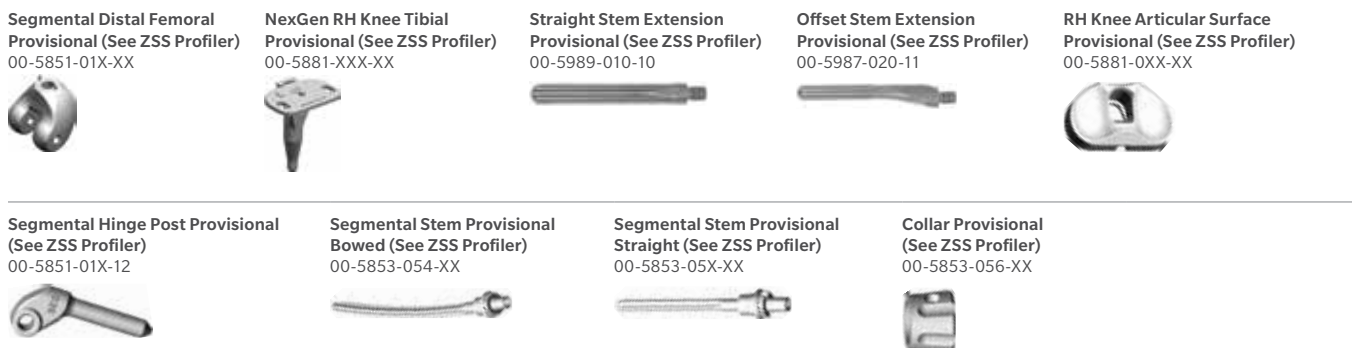 Segmental Distal Femoral
Provisional (See ZSS Profiler)
00-5851-01X-XX
NexGen RH Knee Tibial
Provisional (See ZSS Profiler)
00-5881-XXX-XX
Straight Stem Extension
Provisional (See ZSS Profiler)
00-5989-010-10
Offset Stem Extension
Provisional (See ZSS Profiler)
00-5987-020-11
RH Knee Articular Surface
Provisional (See ZSS Profiler)
00-5881-0XX-XX
Segmental Hinge Post Provisional
(See ZSS Profiler)
00-5851-01X-12
Segmental Stem Provisional
Bowed (See ZSS Profiler)
00-5853-054-XX
Segmental Stem Provisional
Straight (See ZSS Profiler)
00-5853-05X-XX
Collar Provisional
(See ZSS Profiler)
00-5853-056-XX